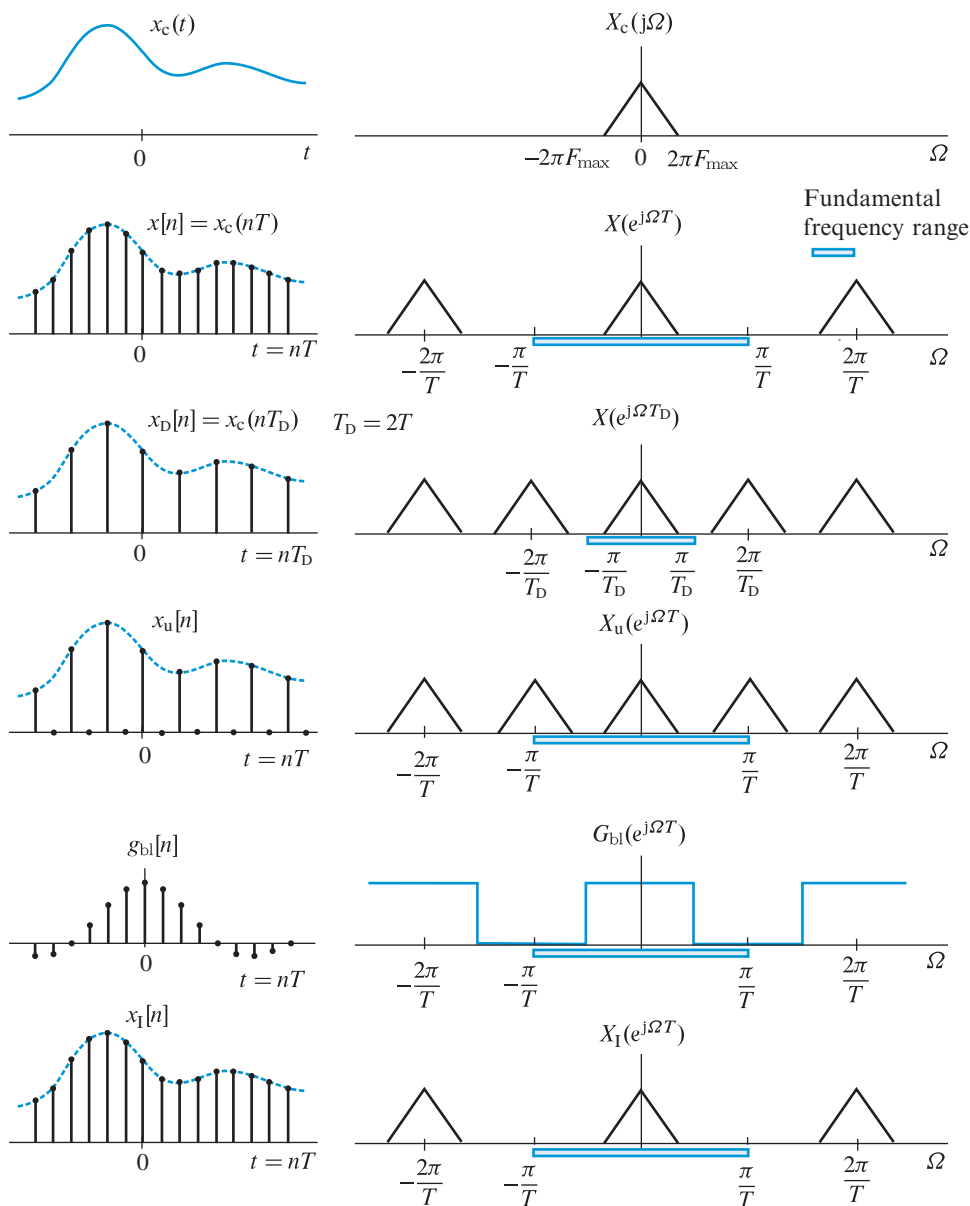 x_c(t)
X_c(jΩ)
0
t
−2πF_max 0 2πF_max
Ω
x[n] = x_c(nT)
X(e^{jΩT})
Fundamental
frequency range
0
t = nT
−2π/T
−π/T
π/T
2π/T
Ω
x_D[n] = x_c(nT_D)
T_D = 2T
X(e^{jΩT_D})
0
t = nT_D
−2π/T_D
−π/T_D
π/T_D
2π/T_D
Ω
x_u[n]
X_u(e^{jΩT})
0
t = nT
−2π/T
−π/T
π/T
2π/T
Ω
g_bl[n]
G_bl(e^{jΩT})
0
t = nT
−2π/T
−π/T
π/T
2π/T
Ω
x_I[n]
X_I(e^{jΩT})
0
t = nT
−2π/T
−π/T
π/T
2π/T
Ω